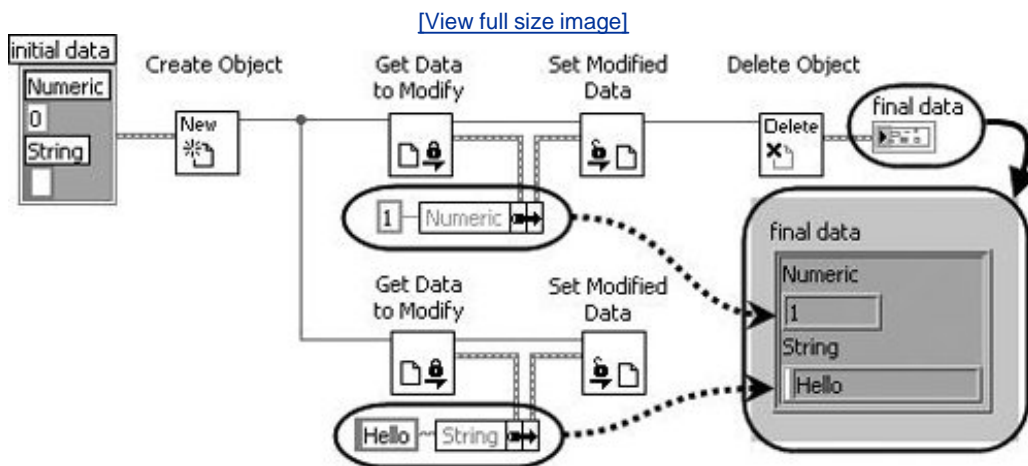 [View full size image]
initial data
Numeric
0
String
Create Object
New
Get Data
to Modify
Set Modified
Data
Delete Object
Delete
final data
1
Numeric
Get Data
to Modify
Set Modified
Data
Hello
String
final data
Numeric
1
String
Hello